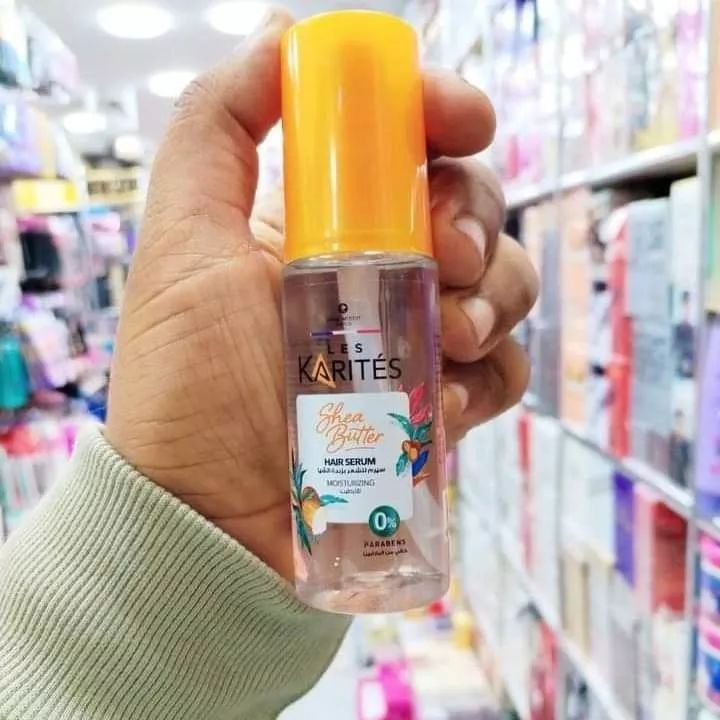 LES
KARITÉS
Shea
Butter
HAIR SERUM
سيروم للشعر بزبدة الشيا
MOISTURIZING
للترطيب
0%
PARABENS
خالي من البارابين